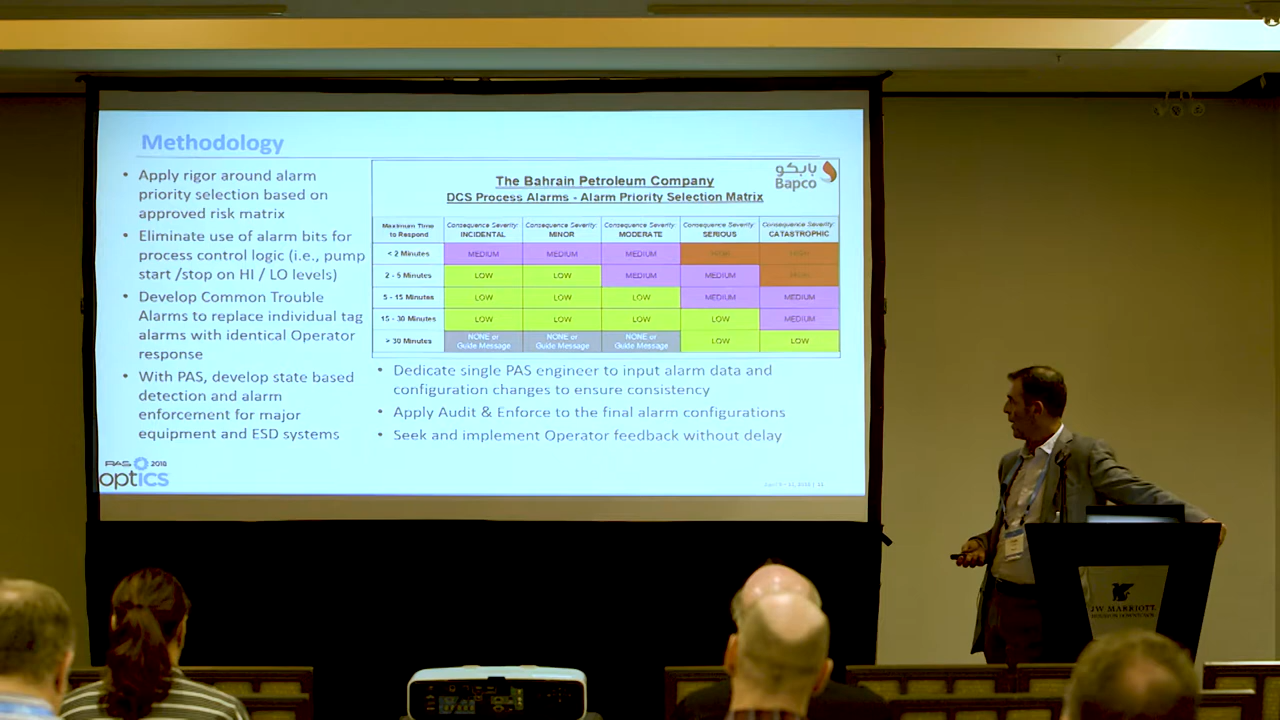 Methodology
• Apply rigor around alarm
priority selection based on
approved risk matrix
• Eliminate use of alarm bits for
process control logic (i.e., pump
start /stop on HI / LO levels)
• Develop Common Trouble
Alarms to replace individual tag
alarms with identical Operator
response
• With PAS, develop state based
detection and alarm
enforcement for major
equipment and ESD systems
بابكو
Bapco
The Bahrain Petroleum Company
DCS Process Alarms - Alarm Priority Selection Matrix
Maximum Time to Respond Consequence Severity: INCIDENTAL Consequence Severity: MINOR Consequence Severity: MODERATE Consequence Severity: SERIOUS Consequence Severity: CATASTROPHIC
< 2 Minutes MEDIUM MEDIUM MEDIUM HIGH HIGH
2 - 5 Minutes LOW LOW MEDIUM MEDIUM HIGH
5 - 15 Minutes LOW LOW LOW MEDIUM MEDIUM
15 - 30 Minutes LOW LOW LOW LOW MEDIUM
> 30 Minutes NONE or Guide Message NONE or Guide Message NONE or Guide Message LOW LOW
• Dedicate single PAS engineer to input alarm data and
configuration changes to ensure consistency
• Apply Audit & Enforce to the final alarm configurations
• Seek and implement Operator feedback without delay
PAS 2018
optICS
JW MARRIOTT